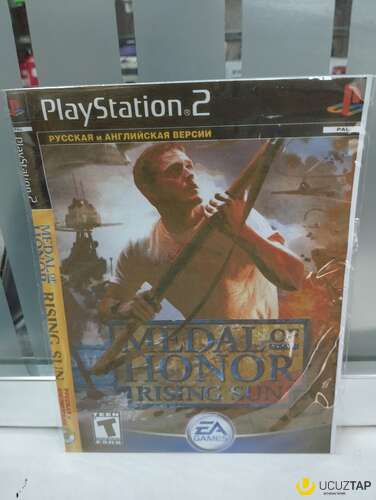 PlayStation 2
PAL
РУССКАЯ и АНГЛИЙСКАЯ ВЕРСИИ
PlayStation 2
MEDAL OF
HONOR
RISING SUN
MEDAL OF
HONOR
RISING SUN
TEEN
T
EA
GAMES
UCUZTAP